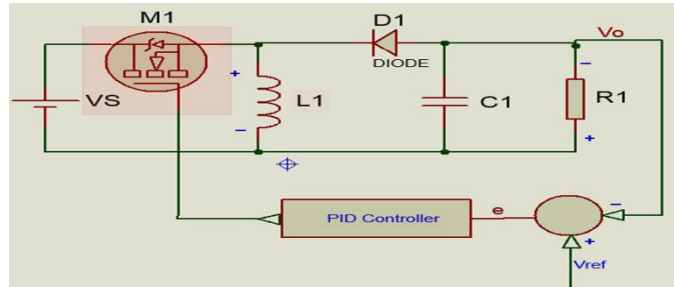 M1
D1
Vo
DIODE
VS
+
L1
C1
R1
−
−
+
e
PID Controller
−
+
Vref